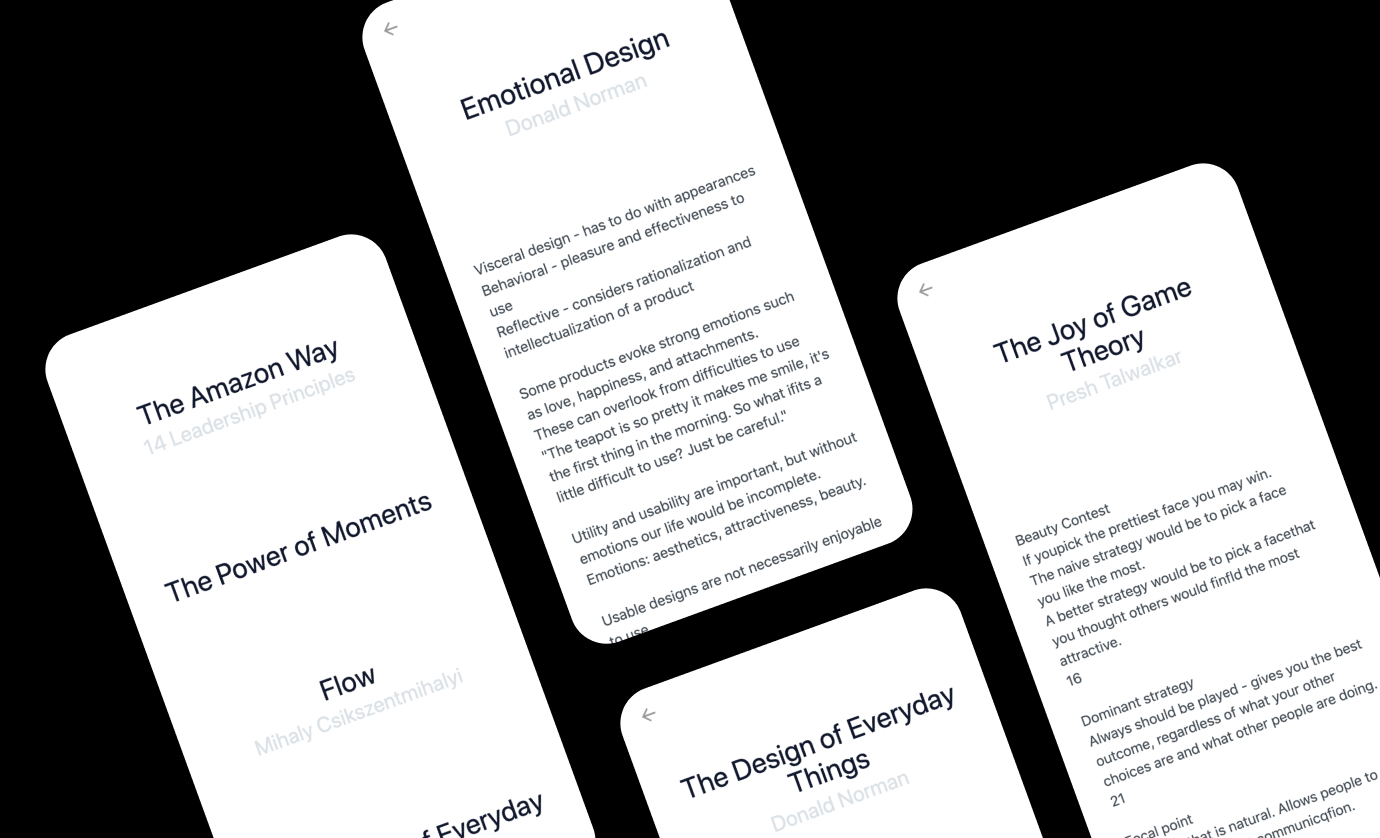 The Amazon Way
14 Leadership Principles
The Power of Moments
Flow
Mihaly Csikszentmihalyi
f Everyday
Emotional Design
Donald Norman
Visceral design - has to do with appearances
Behavioral - pleasure and effectiveness to
use
Reflective - considers rationalization and
intellectualization of a product
Some products evoke strong emotions such
as love, happiness, and attachments.
These can overlook from difficulties to use
"The teapot is so pretty it makes me smile, it's
the first thing in the morning. So what ifits a
little difficult to use? Just be careful."
Utility and usability are important, but without
emotions our life would be incomplete.
Emotions: aesthetics, attractiveness, beauty.
Usable designs are not necessarily enjoyable
to use
The Design of Everyday
Things
Donald Norman
The Joy of Game
Theory
Presh Talwalkar
Beauty Contest
If youpick the prettiest face you may win.
The naive strategy would be to pick a face
you like the most.
A better strategy would be to pick a facethat
you thought others would finfld the most
attractive.
16
Dominant strategy
Always should be played - gives you the best
outcome, regardless of what your other
choices are and what other people are doing.
21
Focal point
that is natural. Allows people to
communicqfion.